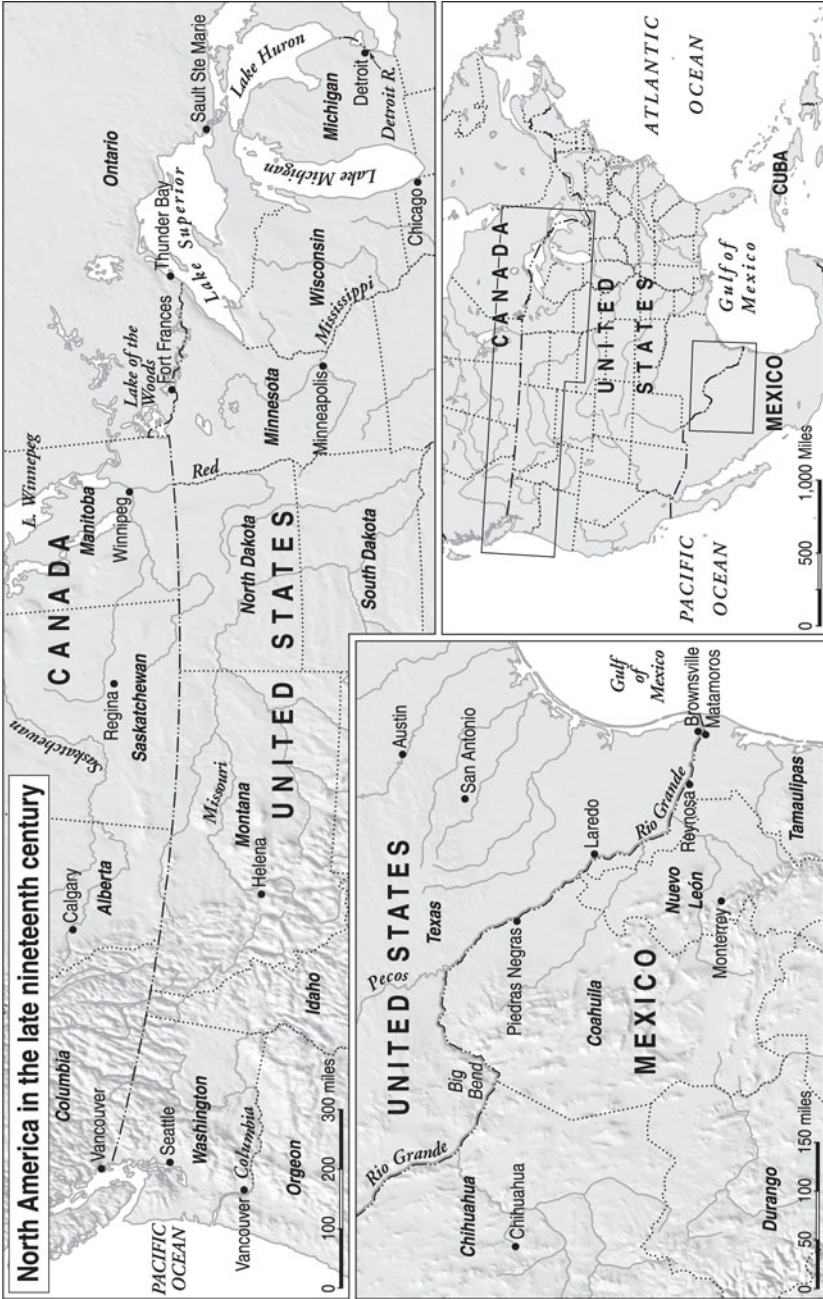 North America in the late nineteenth century
Columbia
Vancouver
Calgary
Alberta
Saskatchewan
CANADA
Regina
Saskatchewan
Manitoba
L. Winnepeg
Winnipeg
Lake of the
Woods
Fort Frances
Thunder Bay
Ontario
Lake Superior
Sault Ste Marie
Lake Huron
Seattle
Washington
PACIFIC
OCEAN
Vancouver
Columbia
Orgeon
Idaho
Helena
Montana
Missouri
UNITED STATES
North Dakota
South Dakota
Red
Minnesota
Minneapolis
Mississippi
Wisconsin
Lake Michigan
Michigan
Detroit
Detroit R.
Chicago
0 100 200 300 miles
UNITED STATES
Texas
Pecos
Austin
San Antonio
Rio Grande
Big
Bend
Chihuahua
Chihuahua
Piedras Negras
Coahuila
Laredo
Rio Grande
Gulf
of
Mexico
Brownsville
Matamoros
Reynosa
Nuevo
León
Monterrey
MEXICO
Tamaulipas
Durango
0 50 100 150 miles
CANADA
UNITED
STATES
ATLANTIC
OCEAN
PACIFIC
OCEAN
Gulf of
Mexico
MEXICO
CUBA
0 500 1,000 Miles